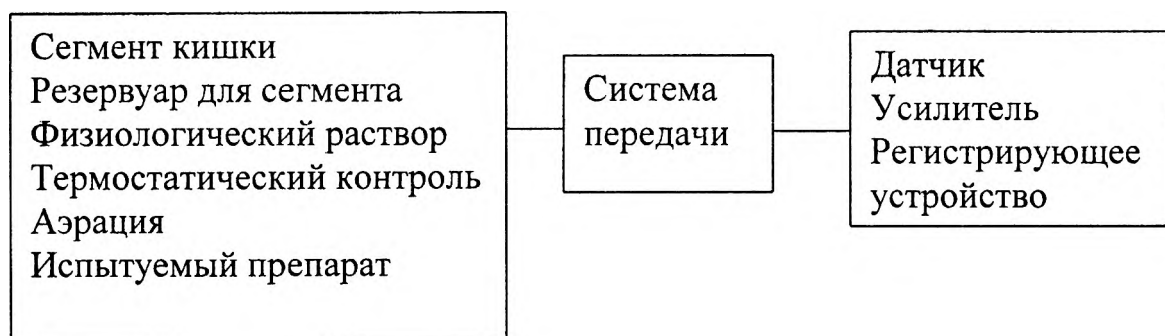 Сегмент кишки
Резервуар для сегмента
Физиологический раствор
Термостатический контроль
Аэрация
Испытуемый препарат
Система
передачи
Датчик
Усилитель
Регистрирующее
устройство